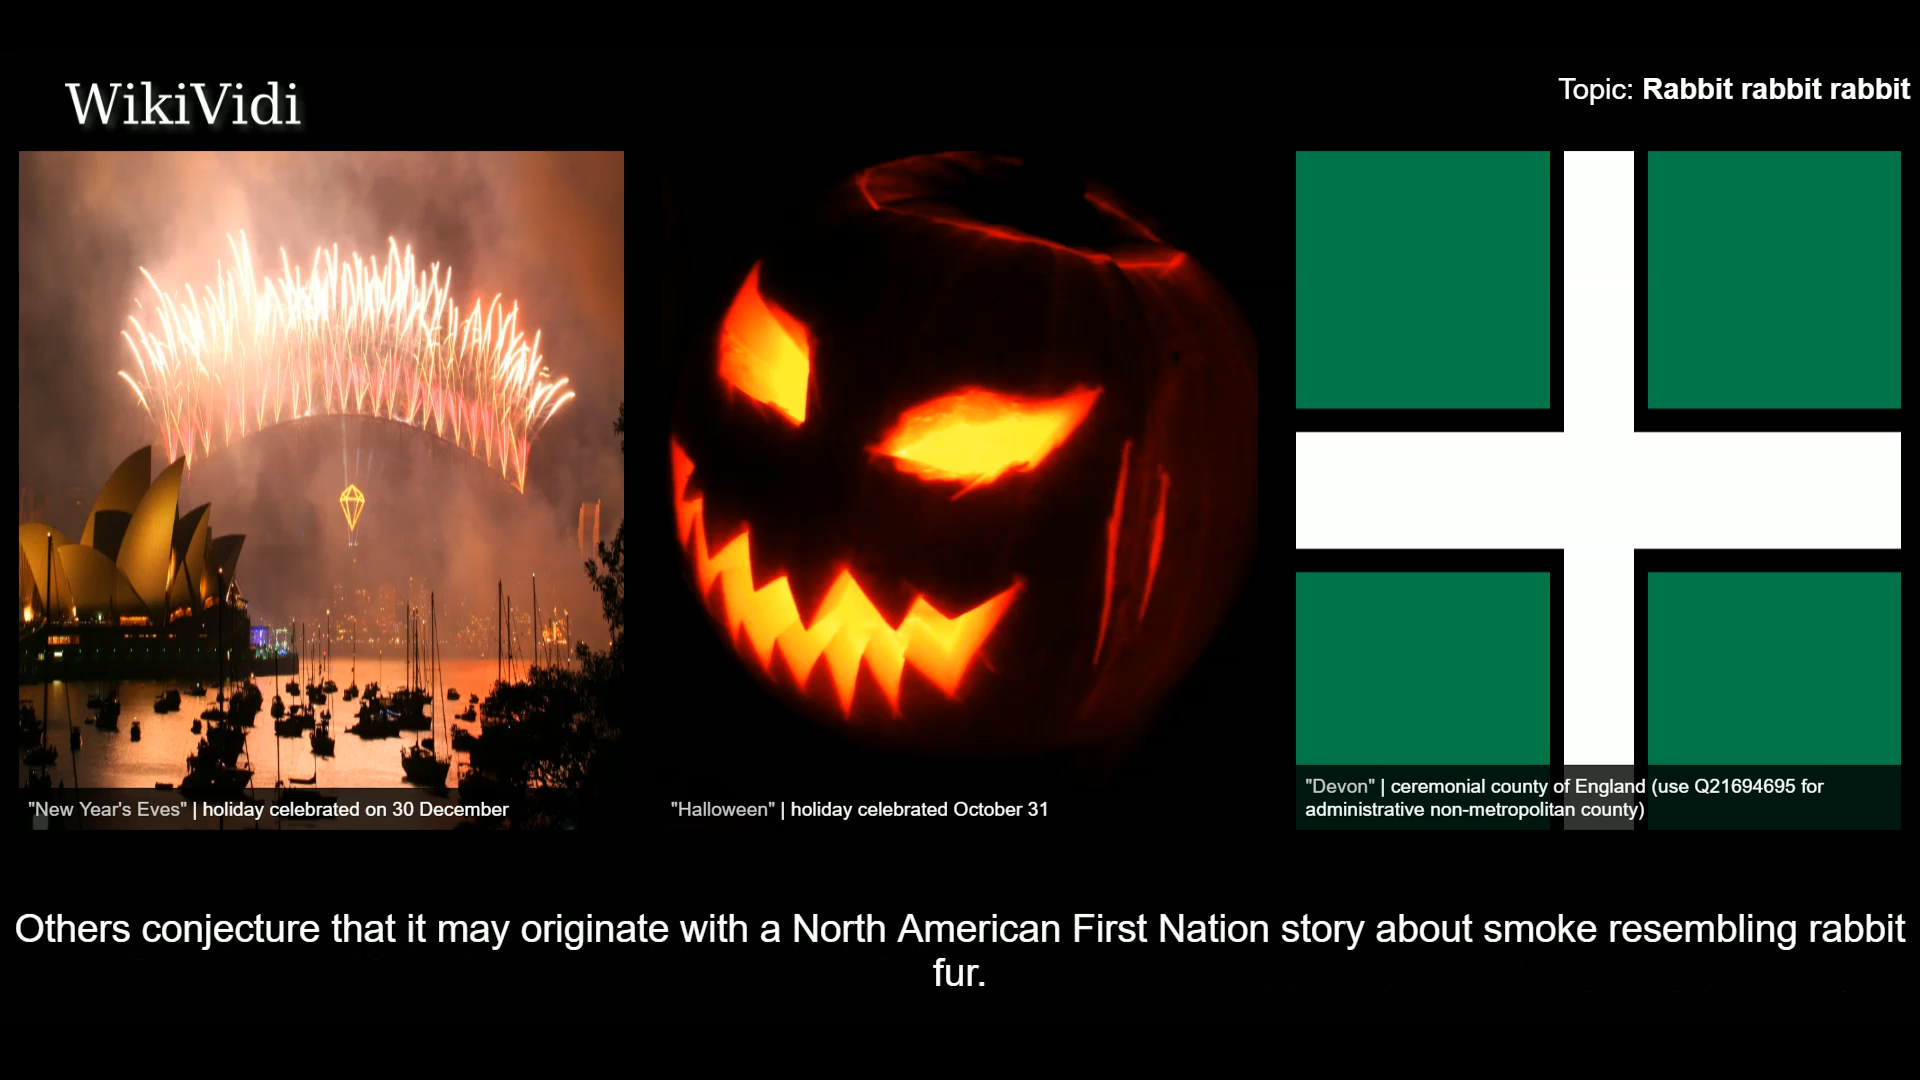 WikiVidi
Topic: Rabbit rabbit rabbit
"New Year's Eves" | holiday celebrated on 30 December
"Halloween" | holiday celebrated October 31
"Devon" | ceremonial county of England (use Q21694695 for
administrative non-metropolitan county)
Others conjecture that it may originate with a North American First Nation story about smoke resembling rabbit
fur.